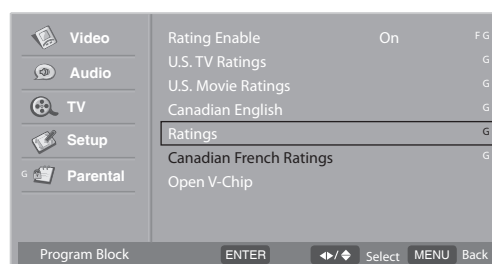 Video
Audio
TV
Setup
G Parental
Rating Enable On F G
U.S. TV Ratings G
U.S. Movie Ratings G
Canadian English G
Ratings G
Canadian French Ratings G
Open V-Chip
Program Block ENTER / Select MENU Back